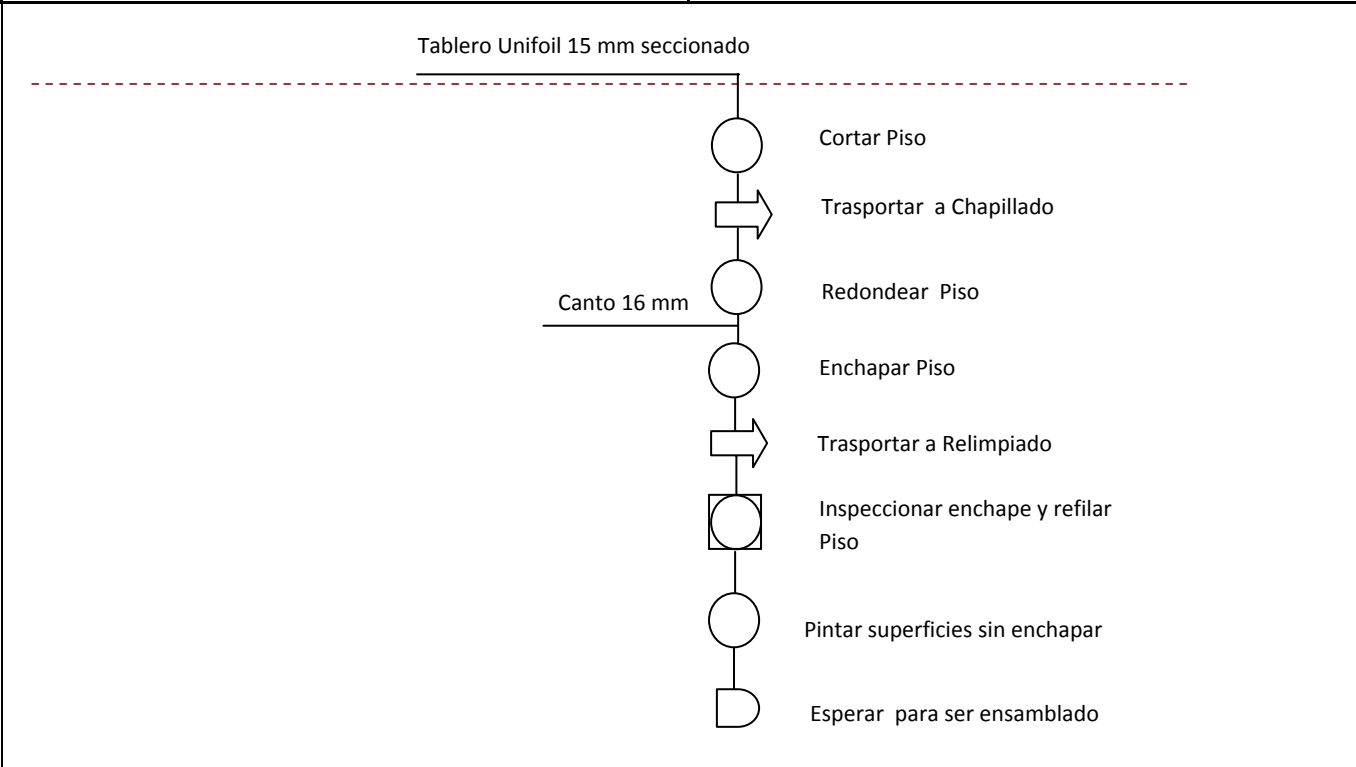 Tablero Unifoil 15 mm seccionado
Cortar Piso
Trasportar a Chapillado
Redondear Piso
Canto 16 mm
Enchapar Piso
Trasportar a Relimpiado
Inspeccionar enchape y refilar
Piso
Pintar superficies sin enchapar
Esperar para ser ensamblado